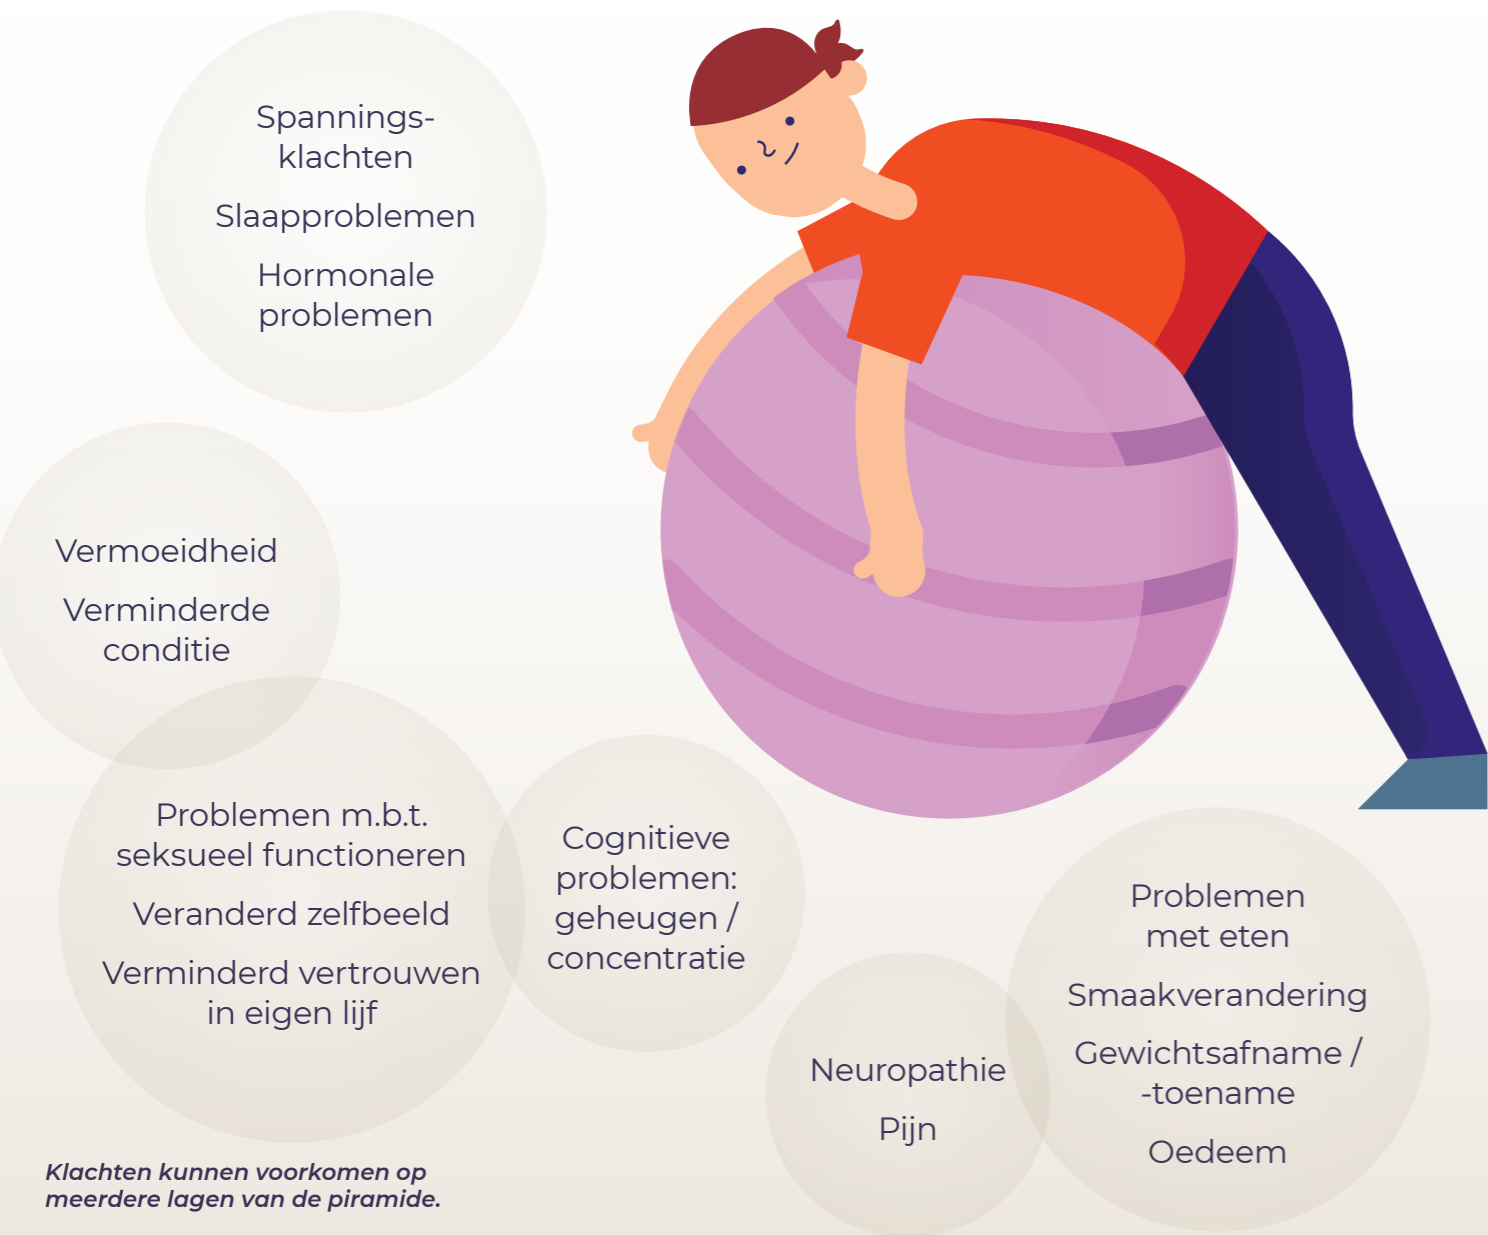 Spannings-
klachten
Slaapproblemen
Hormonale
problemen
Vermoeidheid
Verminderde
conditie
Problemen m.b.t.
seksueel functioneren
Veranderd zelfbeeld
Verminderd vertrouwen
in eigen lijf
Cognitieve
problemen:
geheugen /
concentratie
Neuropathie
Pijn
Problemen
met eten
Smaakverandering
Gewichtsafname /
-toename
Oedeem
Klachten kunnen voorkomen op
meerdere lagen van de piramide.